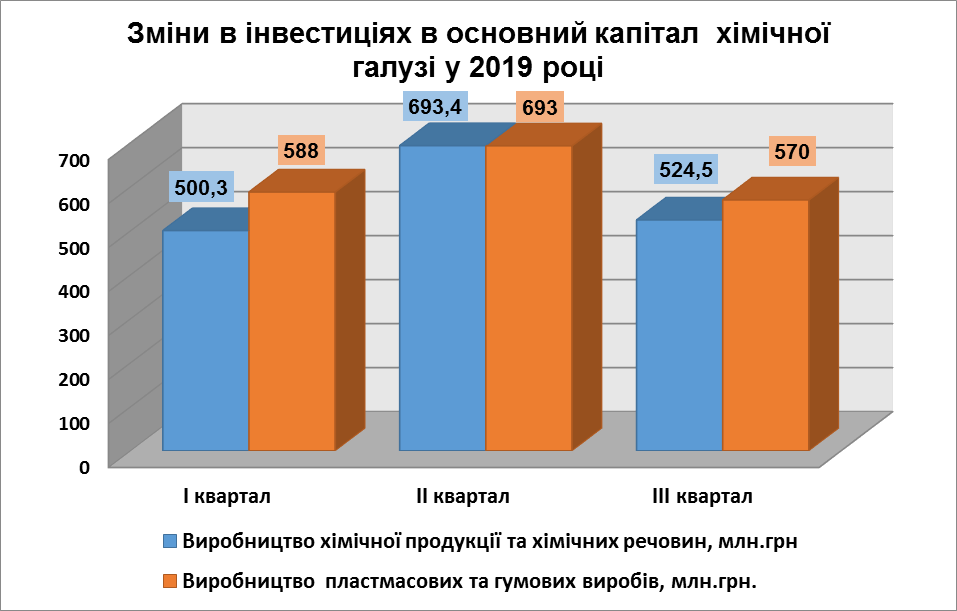 Зміни в інвестиціях в основний капітал хімічної
галузі у 2019 році
693,4
693
588
570
500,3
524,5
700
600
500
400
300
200
100
0
І квартал
ІІ квартал
ІІІ квартал
Виробництво хімічної продукції та хімічних речовин, млн.грн
Виробництво пластмасових та гумових виробів, млн.грн.